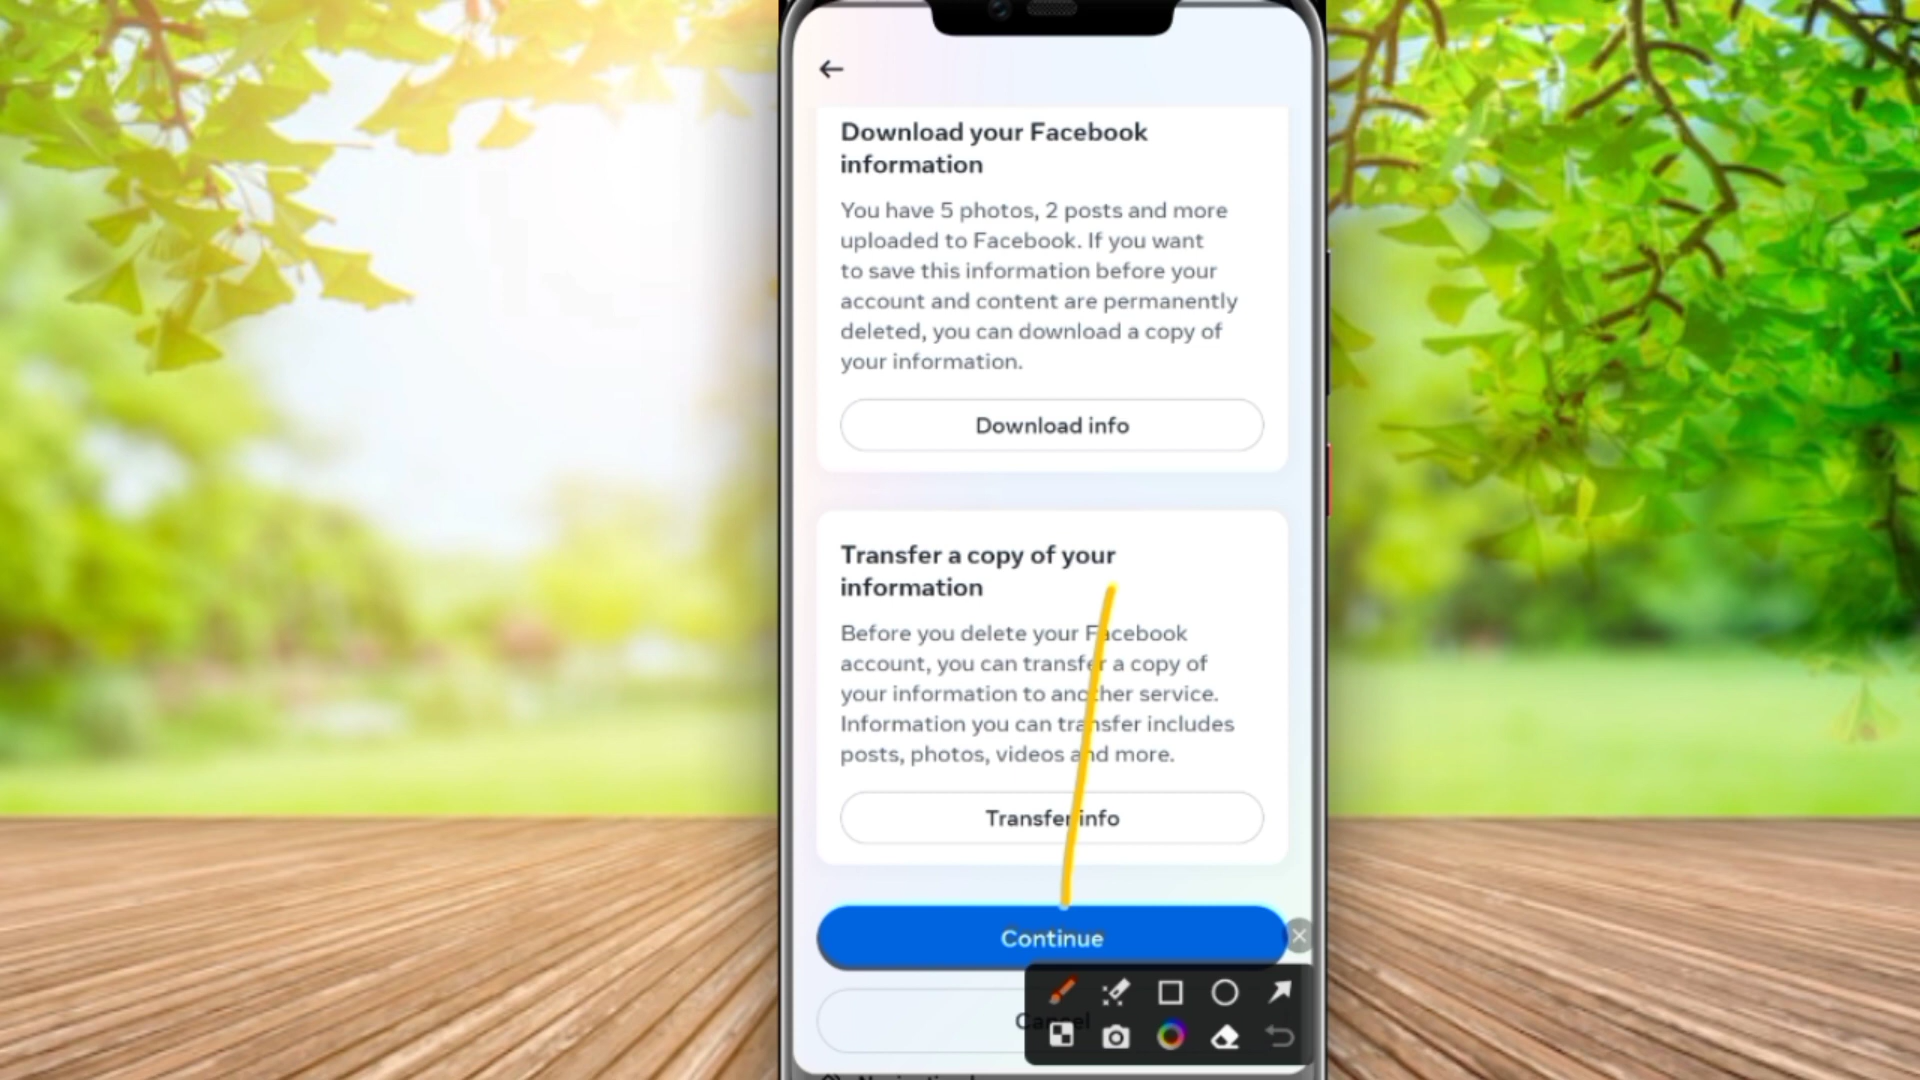 Download your Facebook
information
You have 5 photos, 2 posts and more
uploaded to Facebook. If you want
to save this information before your
account and content are permanently
deleted, you can download a copy of
your information.
Download info
Transfer a copy of your
information
Before you delete your Facebook
account, you can transfer a copy of
your information to another service.
Information you can transfer includes
posts, photos, videos and more.
Transfer info
Continue
Cancel